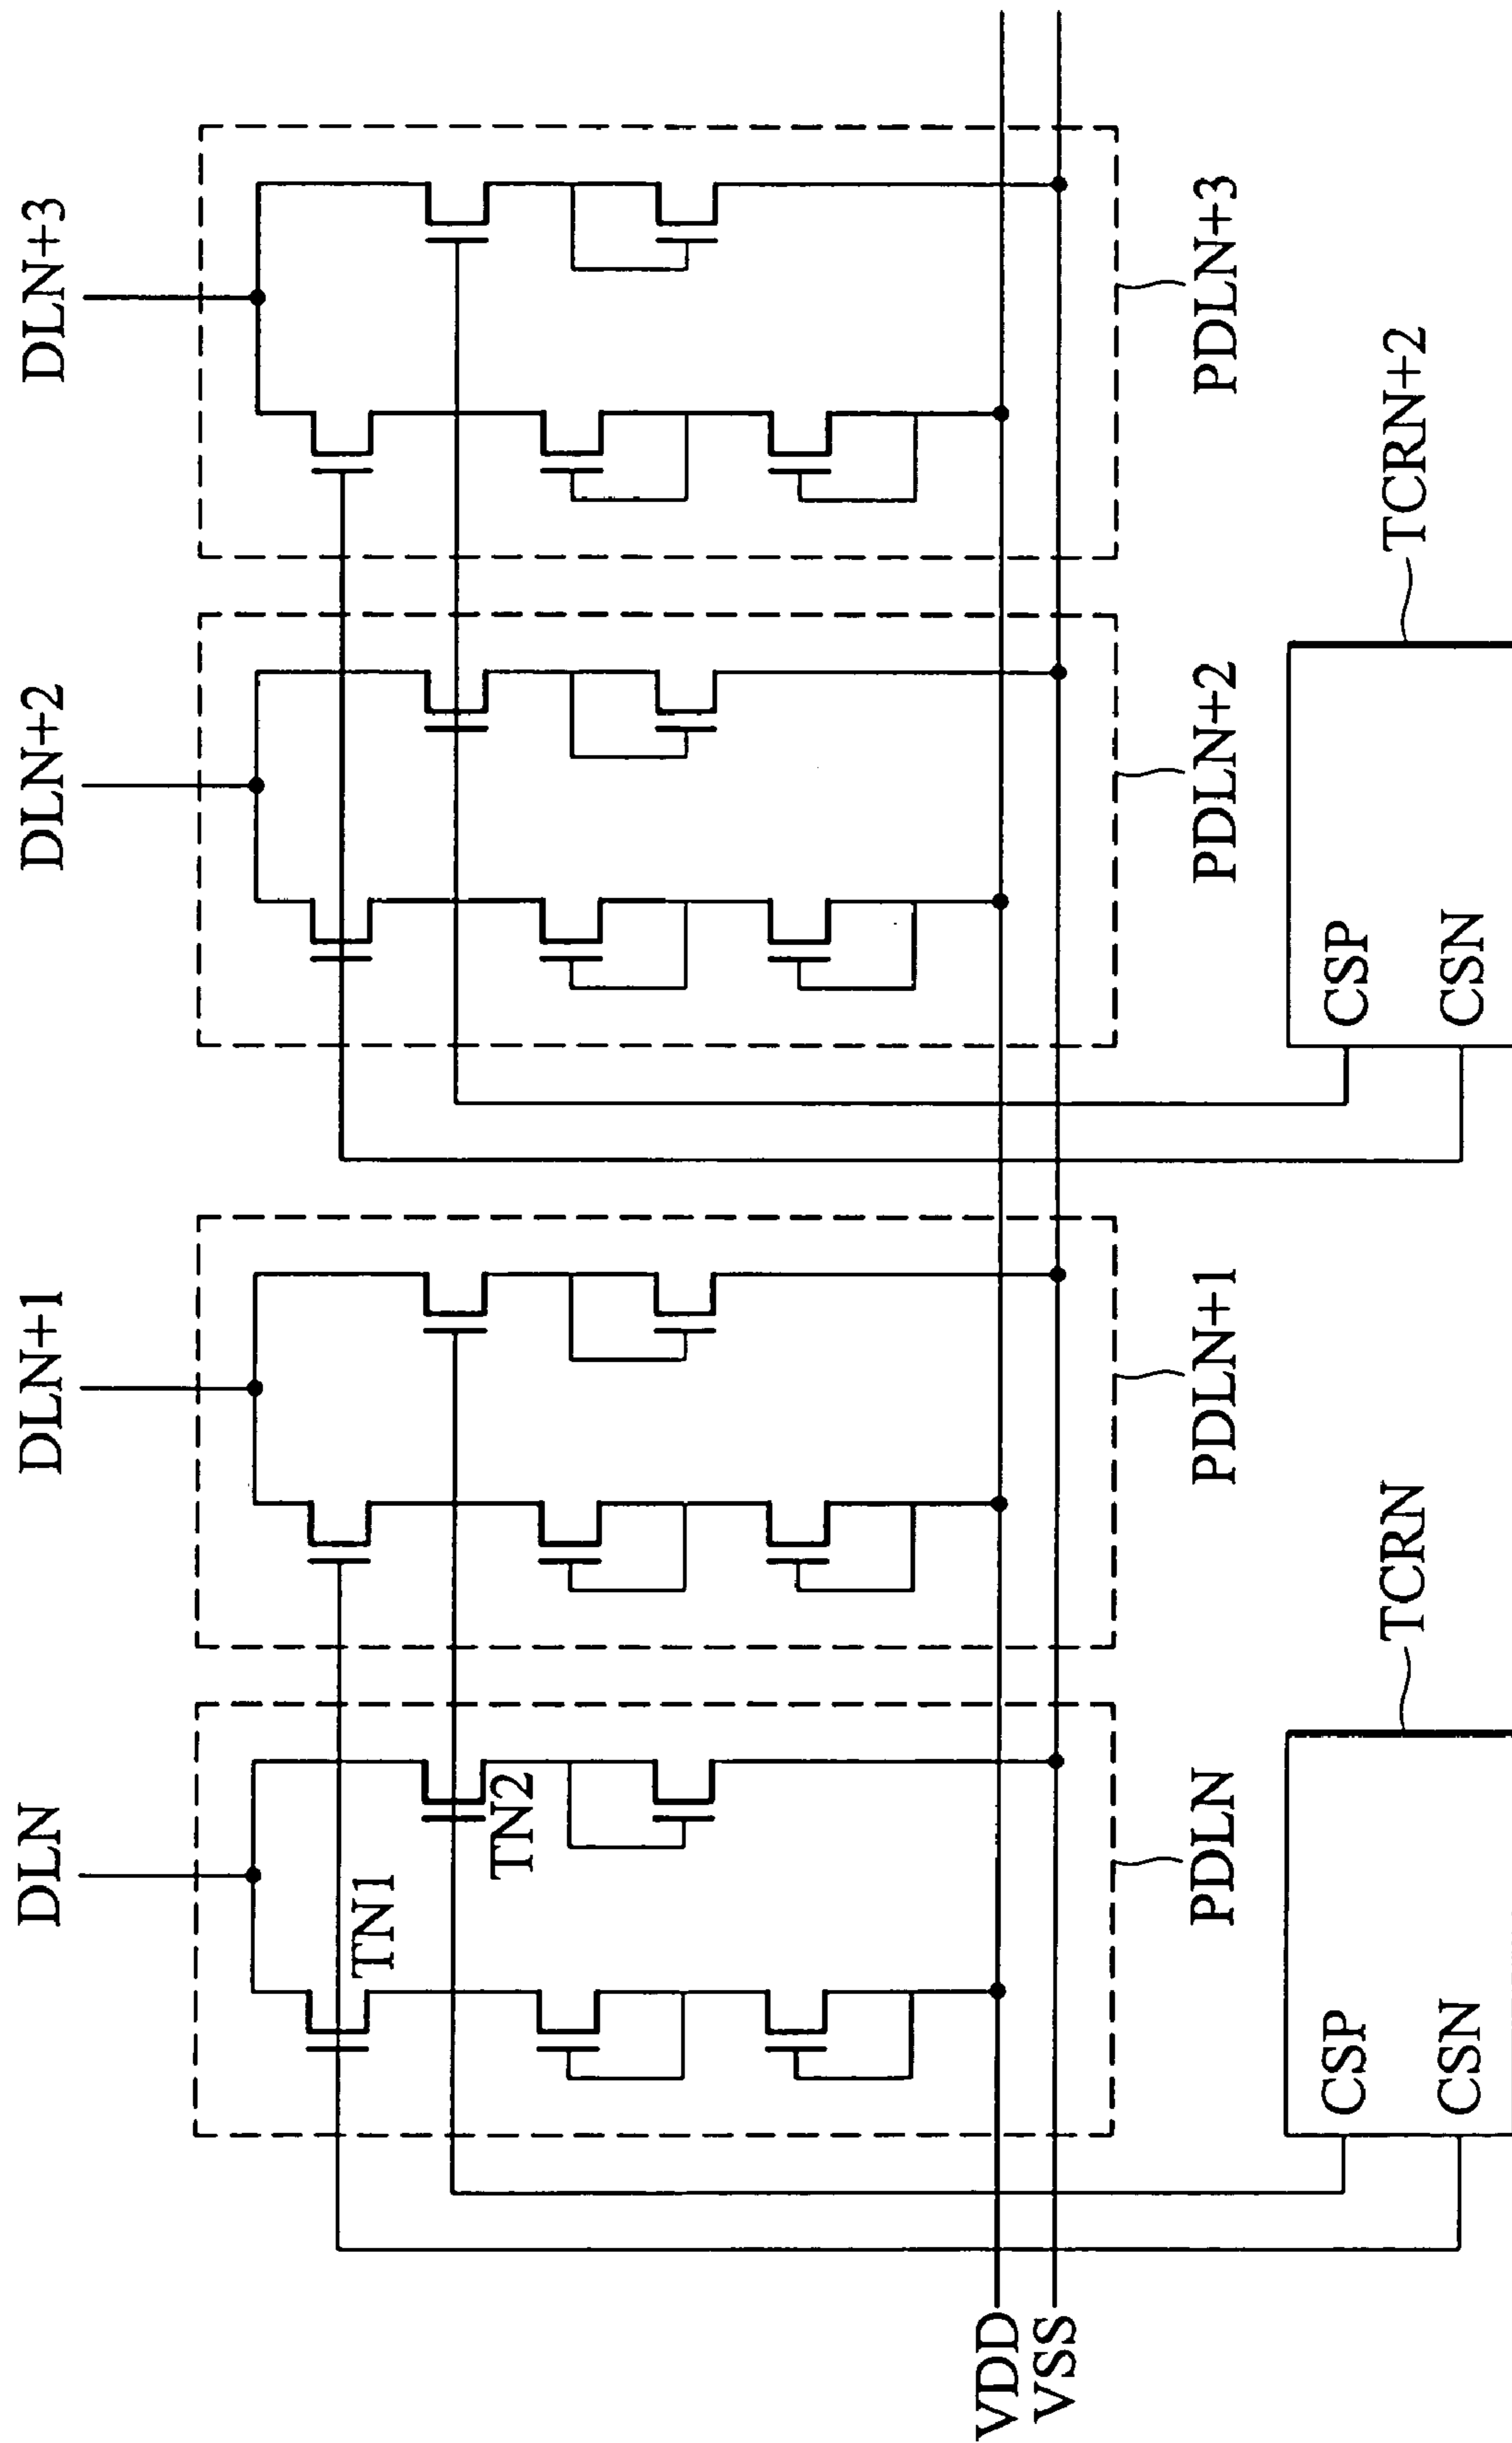 DLN
DLN+1
DLN+2
DLN+3
TN1
TN2
VDD
VSS
PDLN
PDLN+1
PDLN+2
PDLN+3
CSP
CSN
TCRN
CSP
CSN
TCRN+2